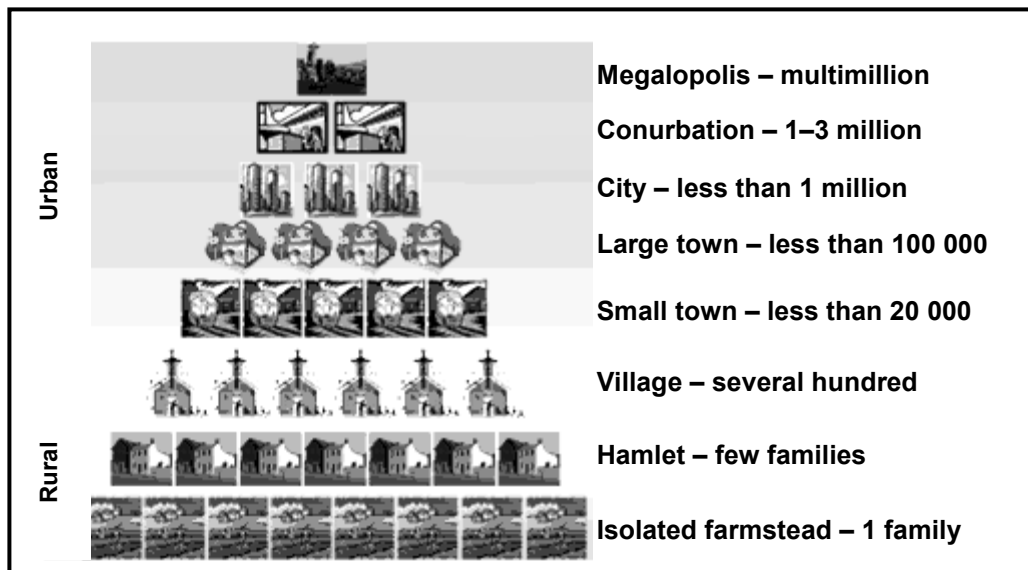 Urban
Rural
Megalopolis – multimillion
Conurbation – 1–3 million
City – less than 1 million
Large town – less than 100 000
Small town – less than 20 000
Village – several hundred
Hamlet – few families
Isolated farmstead – 1 family